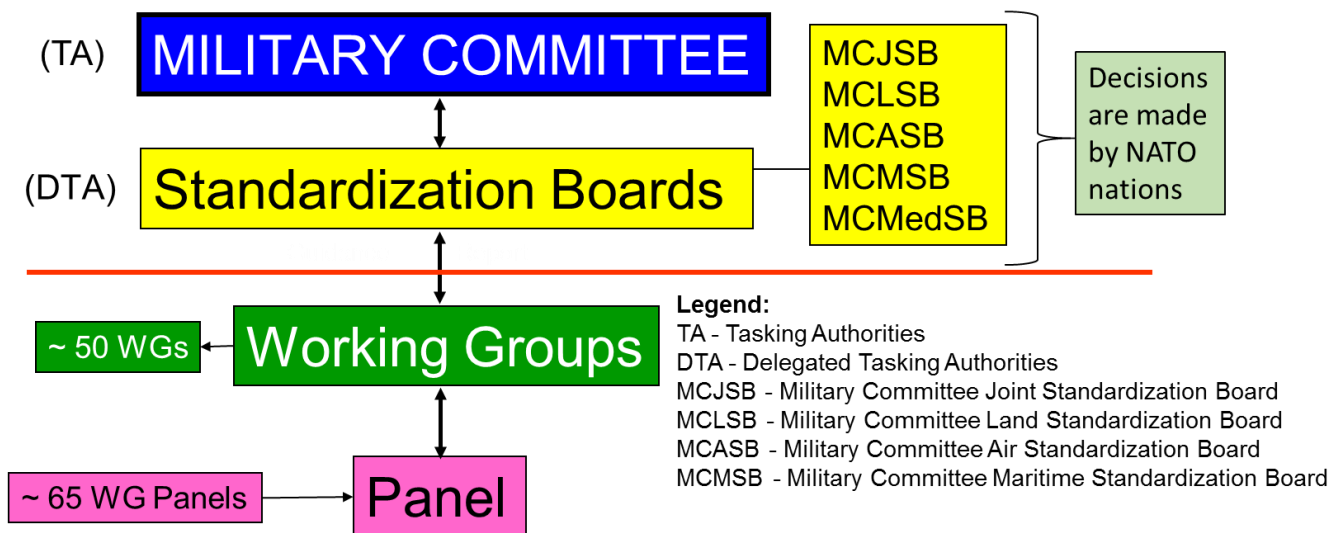 (TA)
MILITARY COMMITTEE
MCJSB
MCLSB
MCASB
MCMSB
MCMedSB
Decisions
are made
by NATO
nations
(DTA)
Standardization Boards
~ 50 WGs
Working Groups
Legend:
TA - Tasking Authorities
DTA - Delegated Tasking Authorities
MCJSB - Military Committee Joint Standardization Board
MCLSB - Military Committee Land Standardization Board
MCASB - Military Committee Air Standardization Board
MCMSB - Military Committee Maritime Standardization Board
~ 65 WG Panels
Panel